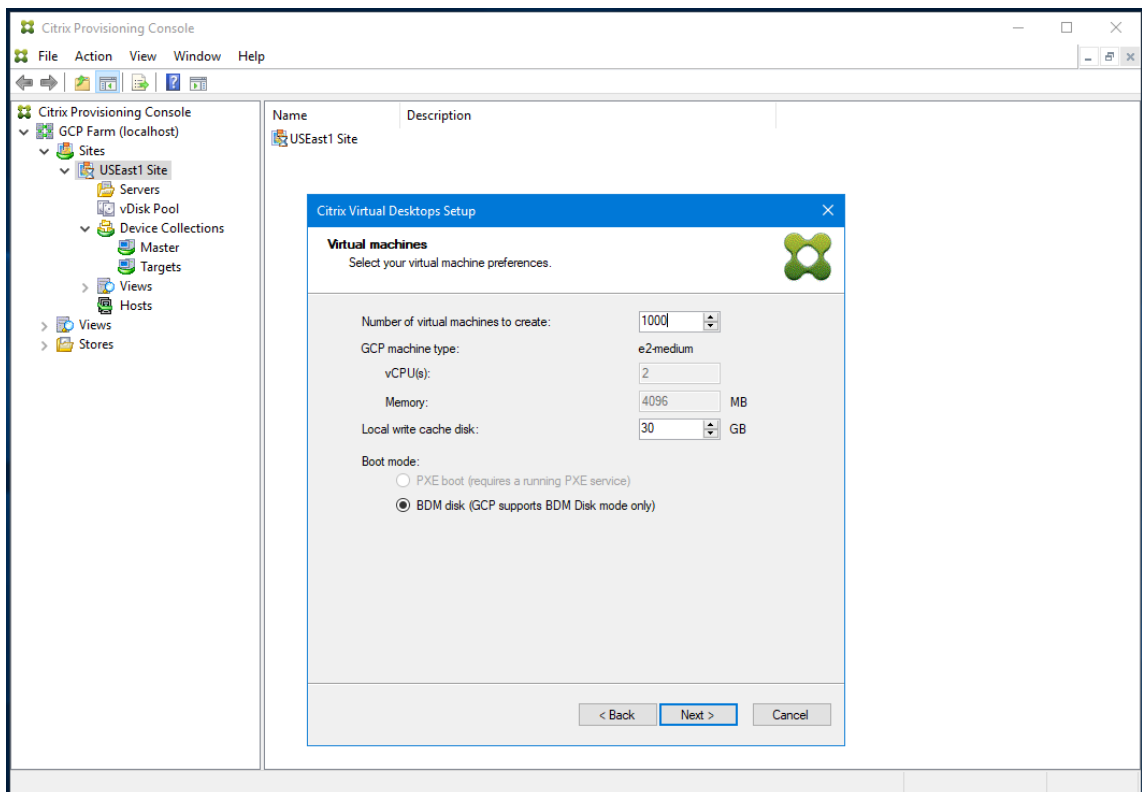 Citrix Provisioning Console
File Action View Window Help
Citrix Provisioning Console
GCP Farm (localhost)
Sites
USEast1 Site
Servers
vDisk Pool
Device Collections
Master
Targets
Views
Hosts
Views
Stores
Name Description
USEast1 Site
Citrix Virtual Desktops Setup
Virtual machines
Select your virtual machine preferences.
Number of virtual machines to create: 1000
GCP machine type: e2-medium
vCPU(s): 2
Memory: 4096 MB
Local write cache disk: 30 GB
Boot mode:
PXE boot (requires a running PXE service)
BDM disk (GCP supports BDM Disk mode only)
< Back Next > Cancel